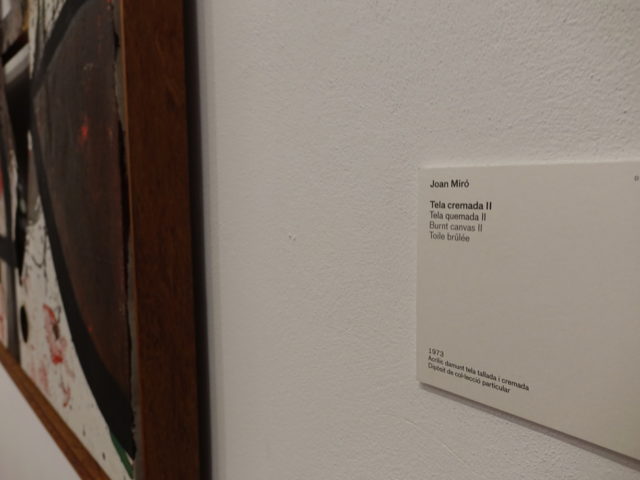 Joan Miró
Tela cremada II
Tela quemada II
Burnt canvas II
Toile brûlée
1973
Acrílic damunt tela tallada i cremada
Dipòsit de col·lecció particular